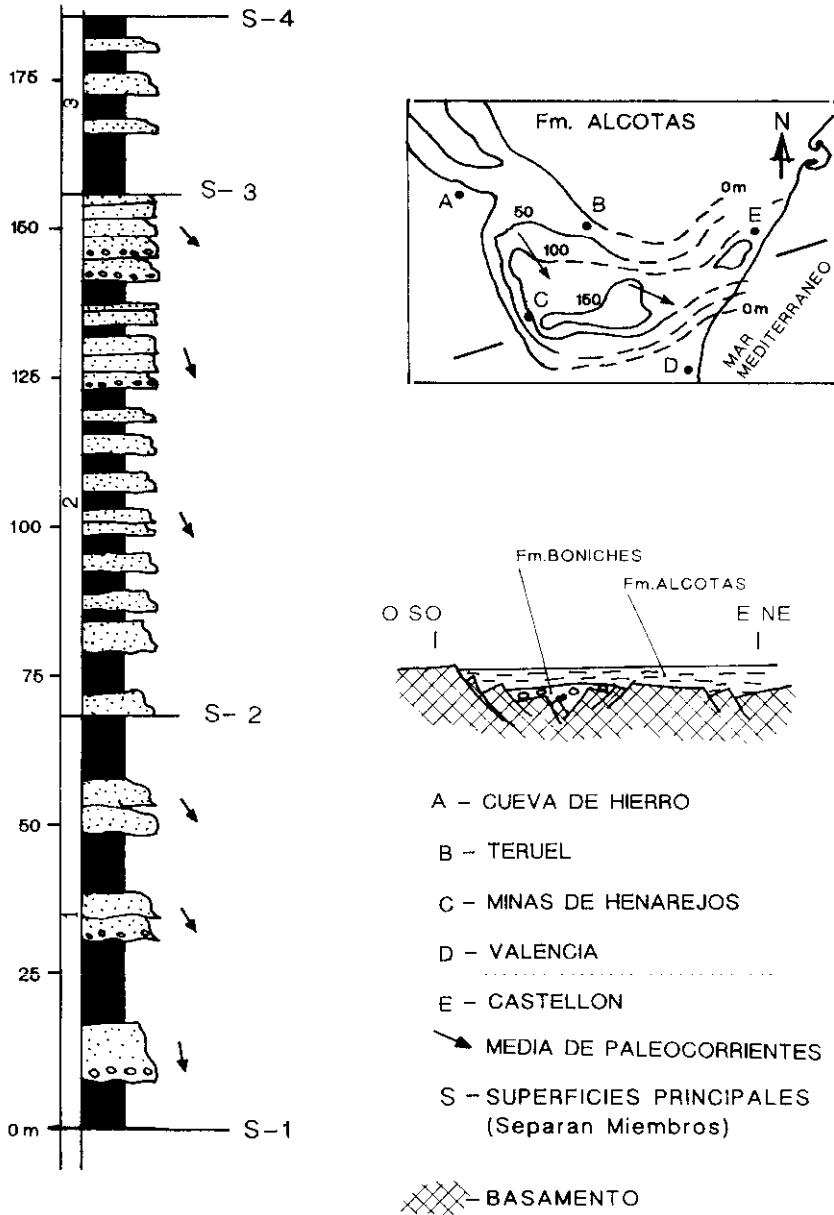 S-4
175
3
S-3
150
125
2
100
75
S-2
50
1
25
0 m
S-1
Fm. ALCOTAS
N
A
B
50
0m
E
100
150
C
0m
D
MAR
MEDITERRANEO
Fm.BONICHES
Fm.ALCOTAS
O SO
E NE
A - CUEVA DE HIERRO
B - TERUEL
C - MINAS DE HENAREJOS
D - VALENCIA
E - CASTELLON
MEDIA DE PALEOCORRIENTES
S - SUPERFICIES PRINCIPALES
(Separan Miembros)
- BASAMENTO